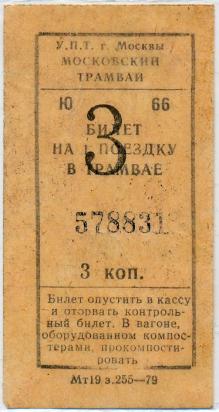 У.П.Т. г. Москвы
МОСКОВСКИЙ
ТРАМВАЙ
Ю 66
3
БИЛЕТ
НА 1 ПОЕЗДКУ
В ТРАМВАЕ
578831
3 коп.
Билет опустить в кассу
и оторвать контроль-
ный билет. В вагоне,
оборудованном компос-
терами, прокомпости-
ровать
Мт19 з.255—79